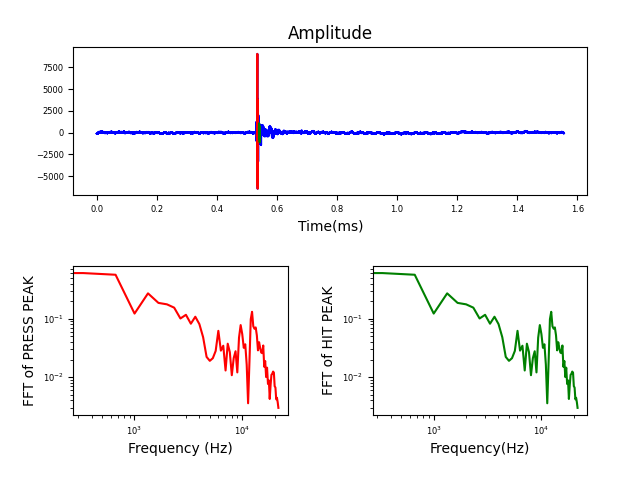 Amplitude
7500
5000
2500
0
−2500
−5000
0.0 0.2 0.4 0.6 0.8 1.0 1.2 1.4 1.6
Time(ms)
FFT of PRESS PEAK
10⁻¹
10⁻²
10³ 10⁴
Frequency (Hz)
FFT of HIT PEAK
10⁻¹
10⁻²
10³ 10⁴
Frequency(Hz)